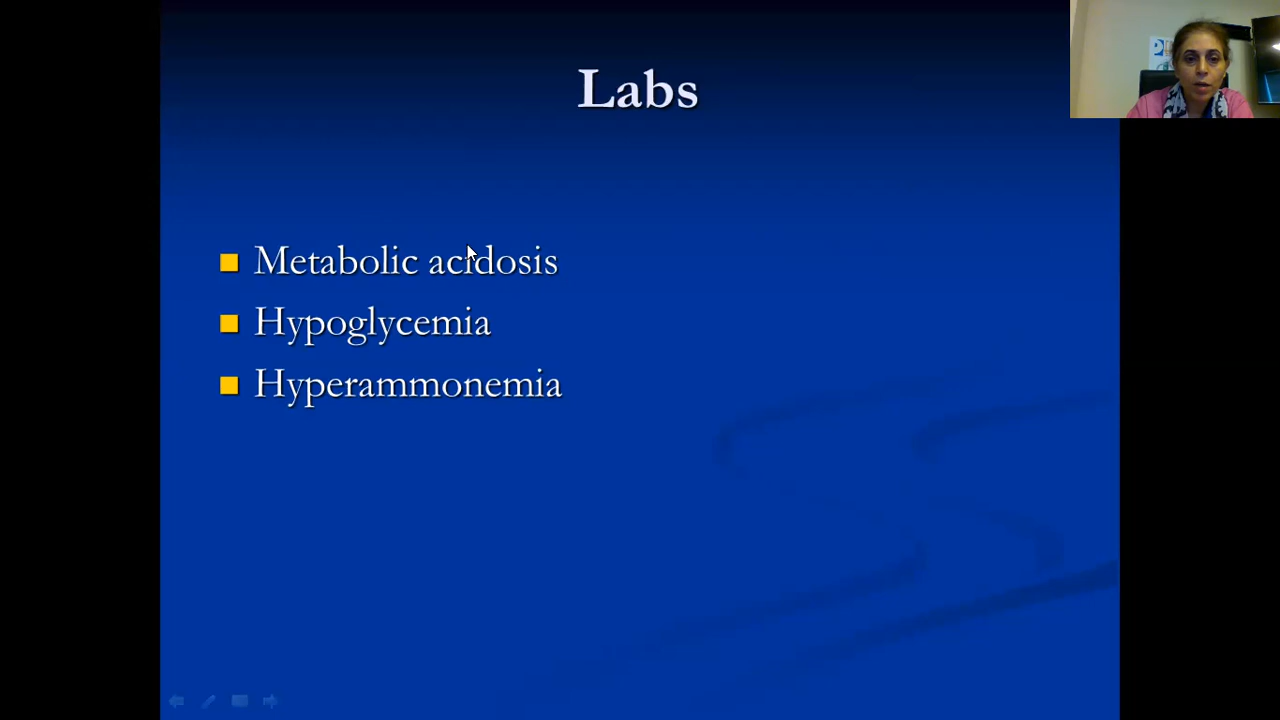 Labs
Metabolic acidosis
Hypoglycemia
Hyperammonemia